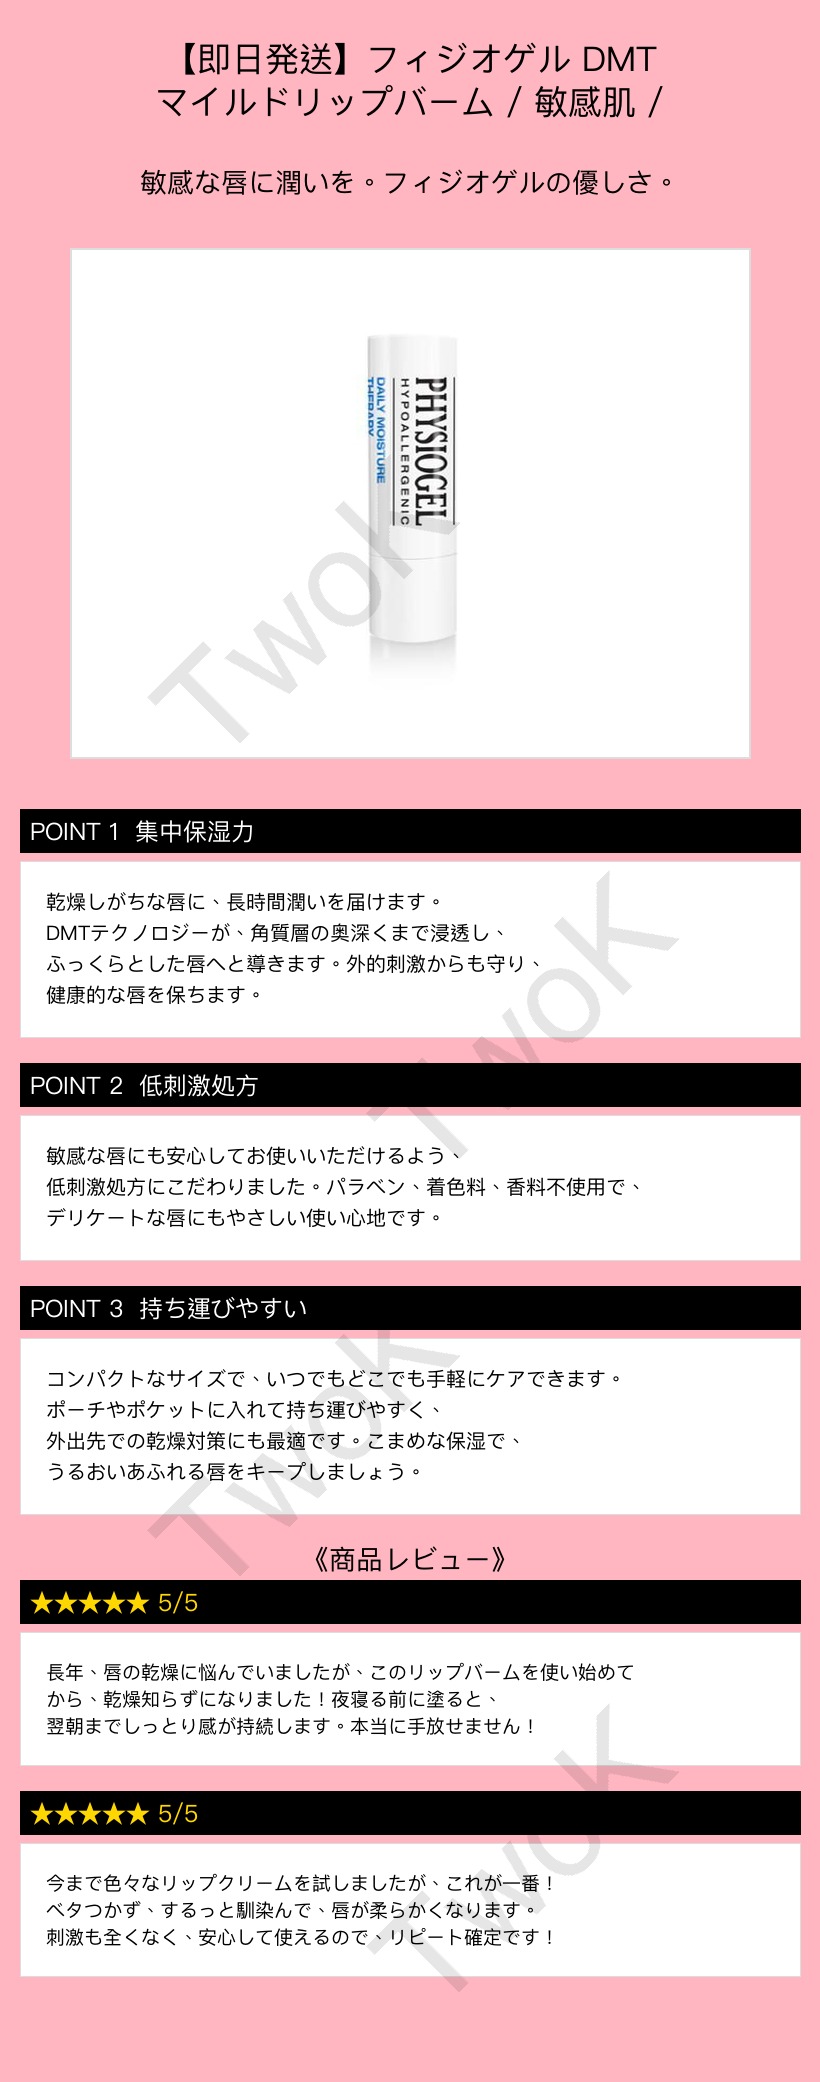 【即日発送】フィジオゲル DMT
マイルドリップバーム / 敏感肌 /
敏感な唇に潤いを。フィジオゲルの優しさ。
PHYSIOGEL
HYPOALLERGENIC
DAILY MOISTURE
THERAPY
TwoK
POINT 1 集中保湿力
乾燥しがちな唇に、長時間潤いを届けます。
DMTテクノロジーが、角質層の奥深くまで浸透し、
ふっくらとした唇へと導きます。外的刺激からも守り、
健康的な唇を保ちます。
TwoK
POINT 2 低刺激処方
敏感な唇にも安心してお使いいただけるよう、
低刺激処方にこだわりました。パラベン、着色料、香料不使用で、
デリケートな唇にもやさしい使い心地です。
POINT 3 持ち運びやすい
コンパクトなサイズで、いつでもどこでも手軽にケアできます。
ポーチやポケットに入れて持ち運びやすく、
外出先での乾燥対策にも最適です。こまめな保湿で、
うるおいあふれる唇をキープしましょう。
TwoK
《商品レビュー》
★★★★★ 5/5
長年、唇の乾燥に悩んでいましたが、このリップバームを使い始めて
から、乾燥知らずになりました！夜寝る前に塗ると、
翌朝までしっとり感が持続します。本当に手放せません！
★★★★★ 5/5
今まで色々なリップクリームを試しましたが、これが一番！
ベタつかず、するっと馴染んで、唇が柔らかくなります。
刺激も全くなく、安心して使えるので、リピート確定です！
TwoK